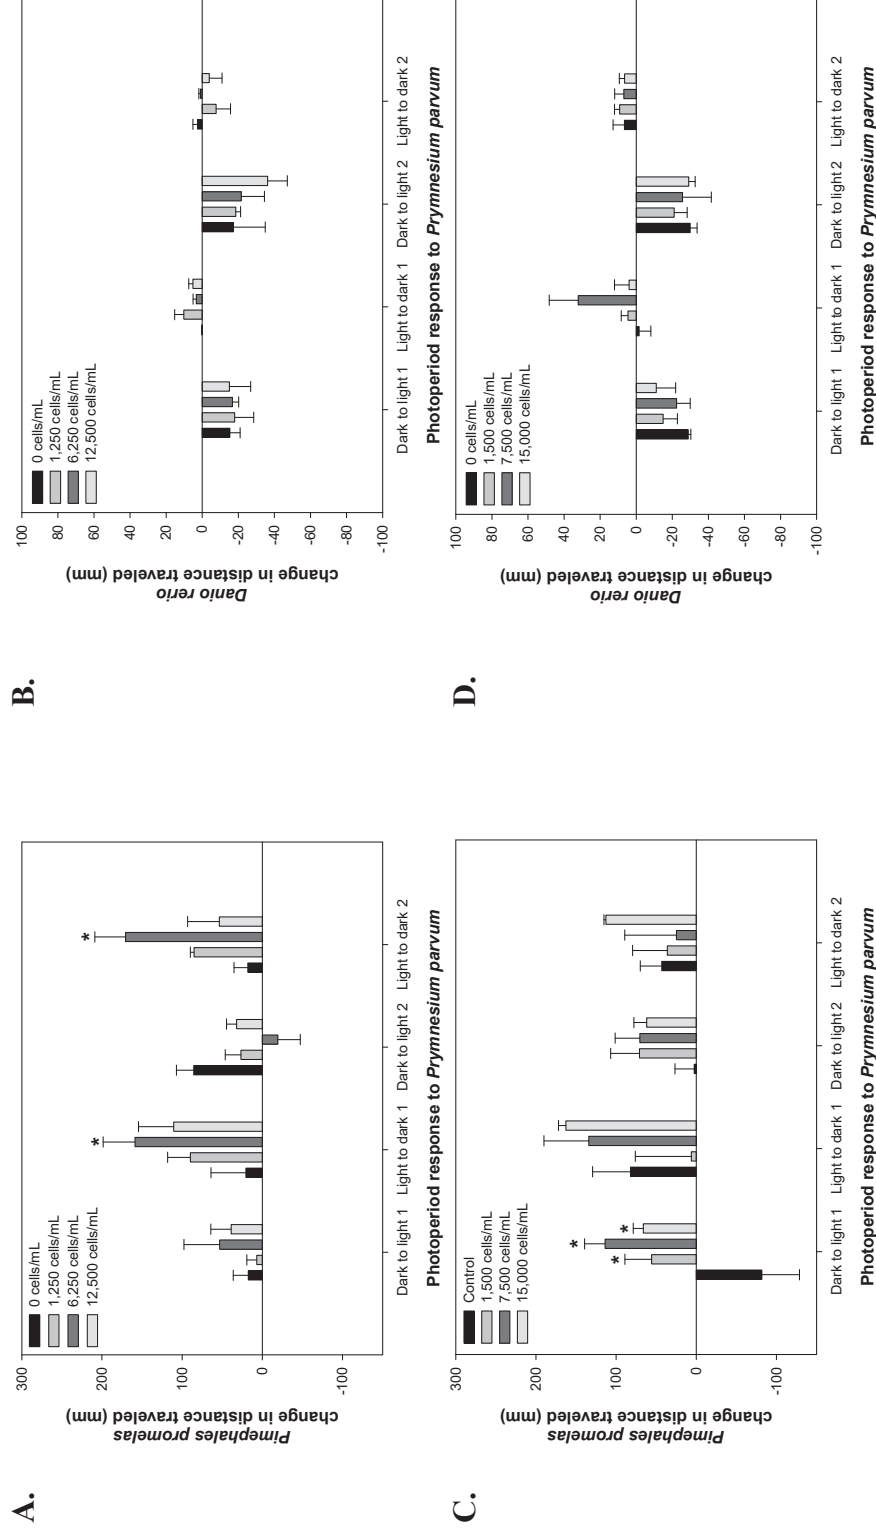 A.
0 cells/mL
1,250 cells/mL
6,250 cells/mL
12,500 cells/mL
Pimephales promelas
change in distance traveled (mm)
300
200
100
0
-100
*
*
Dark to light 1 Light to dark 1 Dark to light 2 Light to dark 2
Photoperiod response to Prymnesium parvum
B.
0 cells/mL
1,250 cells/mL
6,250 cells/mL
12,500 cells/mL
Danio rerio
change in distance traveled (mm)
100
80
60
40
20
0
-20
-40
-60
-80
-100
Dark to light 1 Light to dark 1 Dark to light 2 Light to dark 2
Photoperiod response to Prymnesium parvum
C.
Control
1,500 cells/mL
7,500 cells/mL
15,000 cells/mL
Pimephales promelas
change in distance traveled (mm)
300
200
100
0
-100
*
*
*
Dark to light 1 Light to dark 1 Dark to light 2 Light to dark 2
Photoperiod response to Prymnesium parvum
D.
0 cells/mL
1,500 cells/mL
7,500 cells/mL
15,000 cells/mL
Danio rerio
change in distance traveled (mm)
100
80
60
40
20
0
-20
-40
-60
-80
-100
Dark to light 1 Light to dark 1 Dark to light 2 Light to dark 2
Photoperiod response to Prymnesium parvum